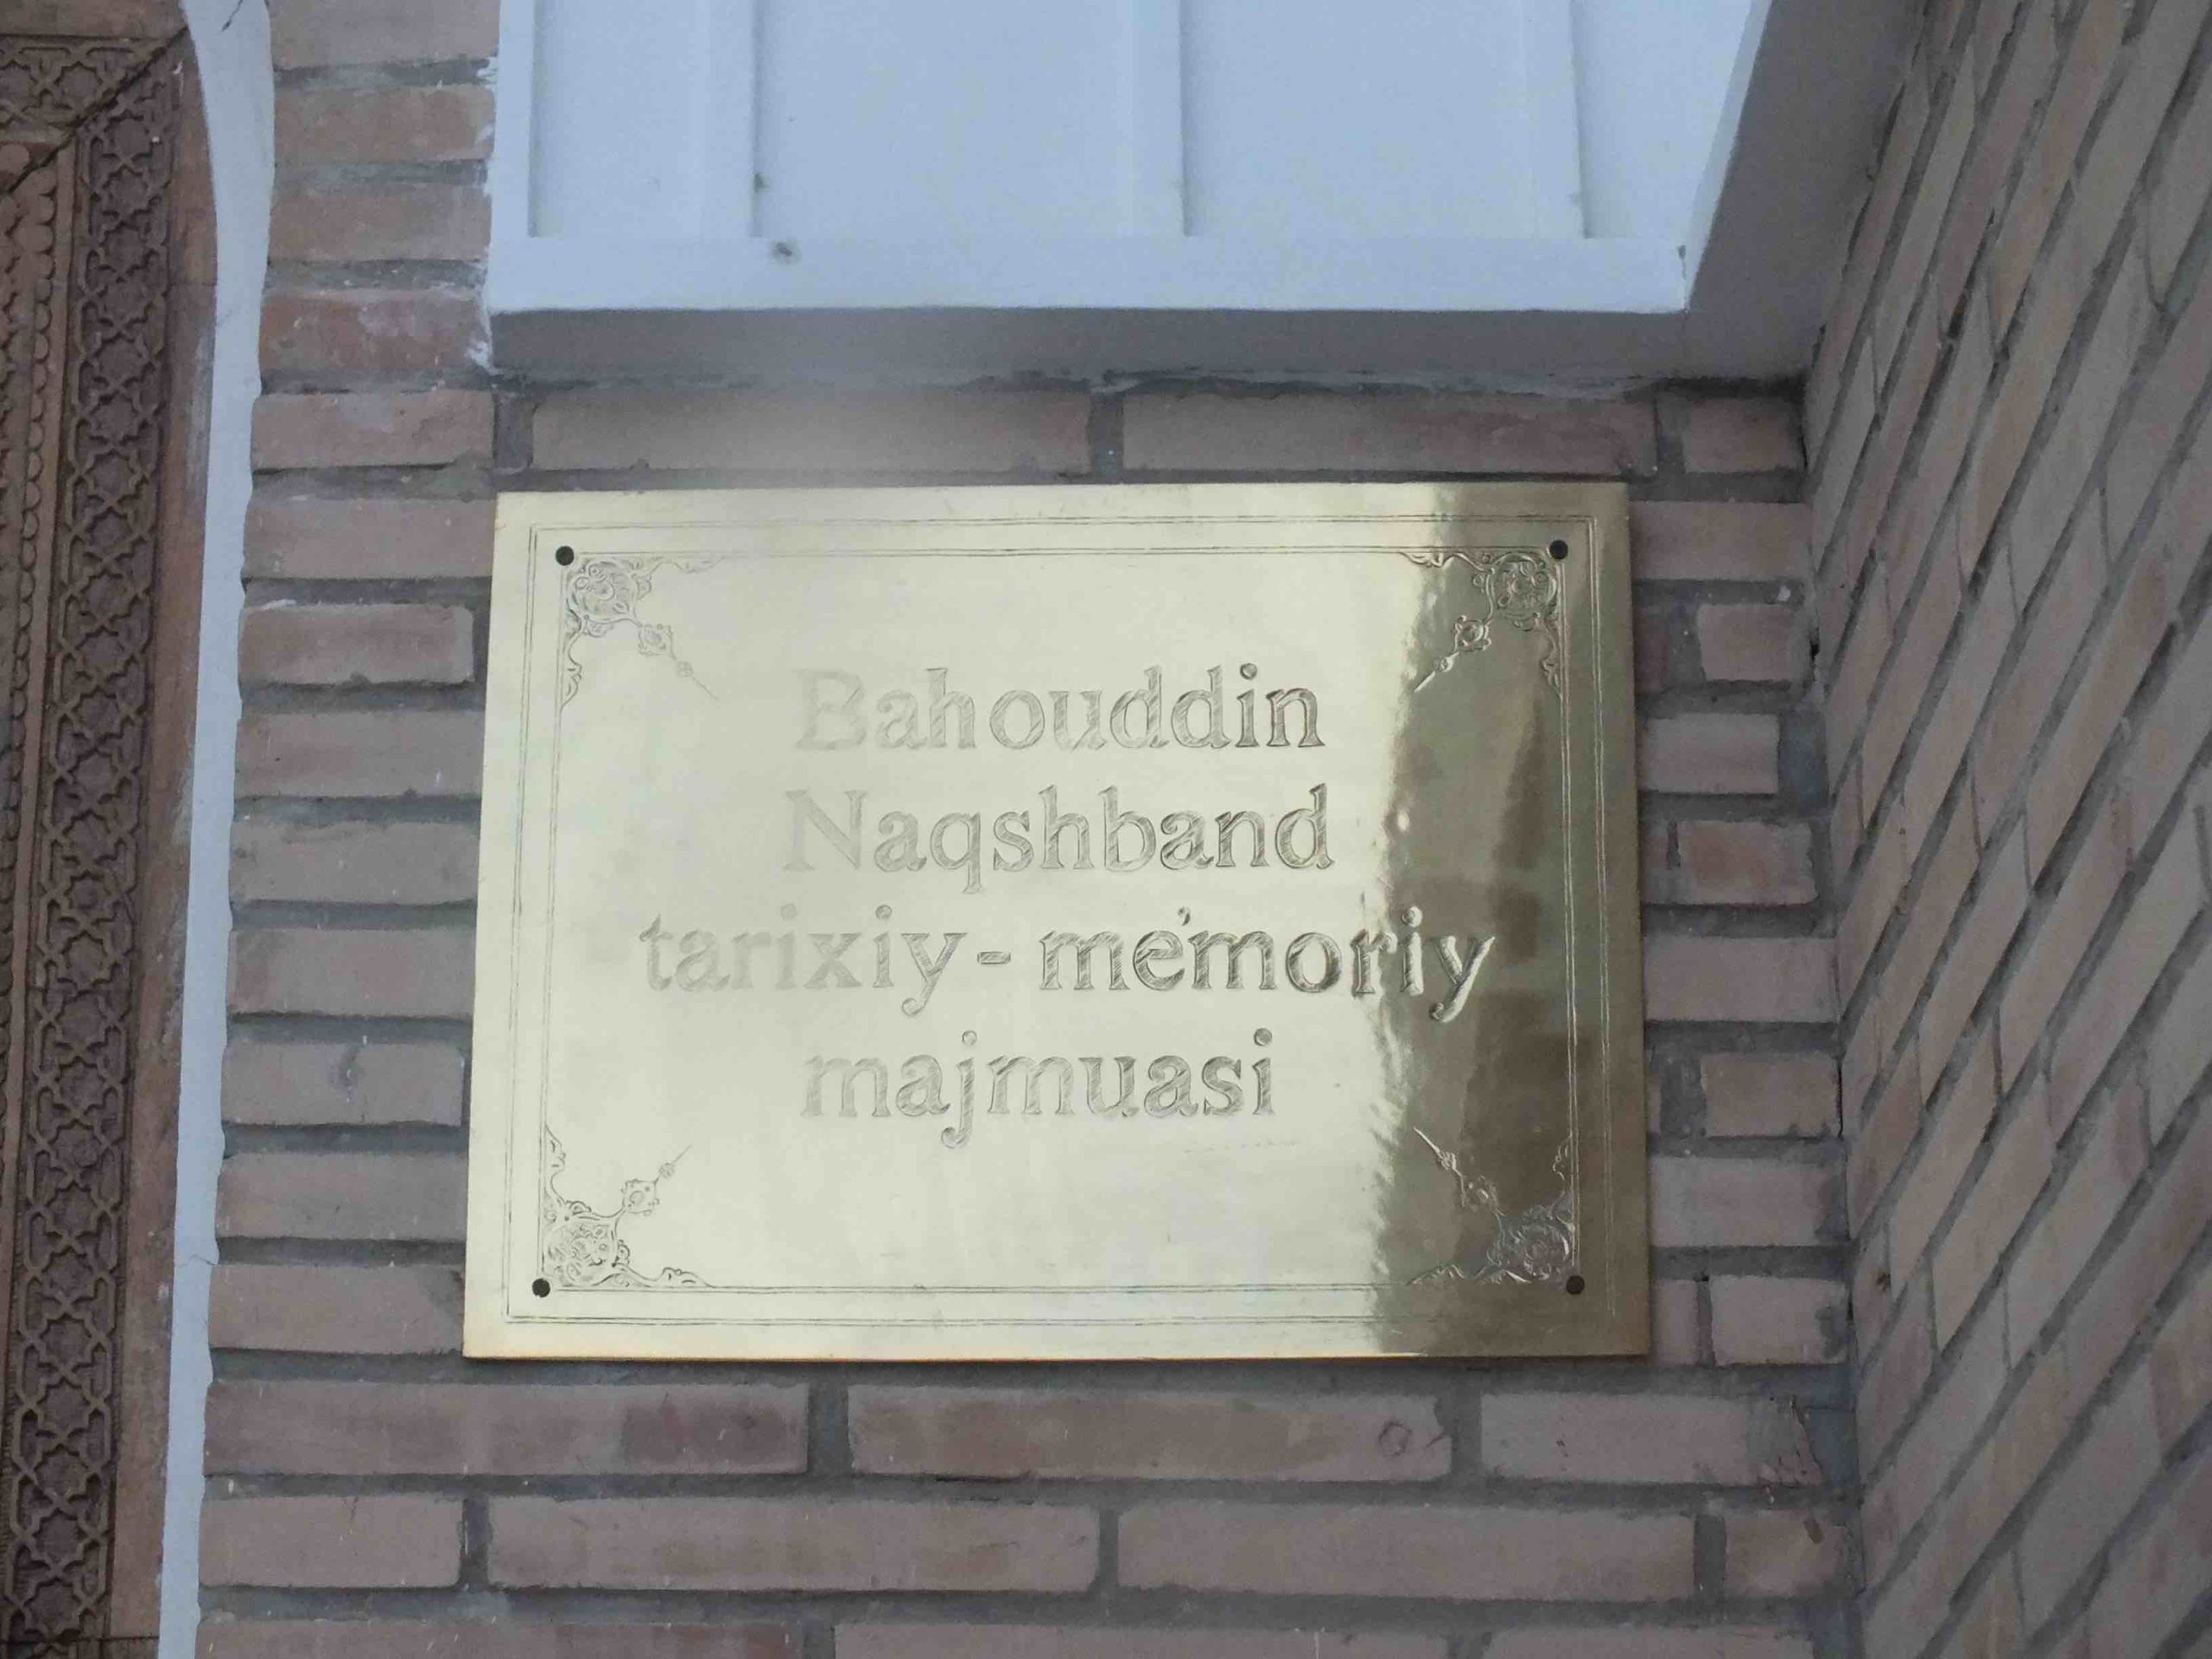 Bahouddin
Naqshband
tarixiy - me'moriy
majmuasi